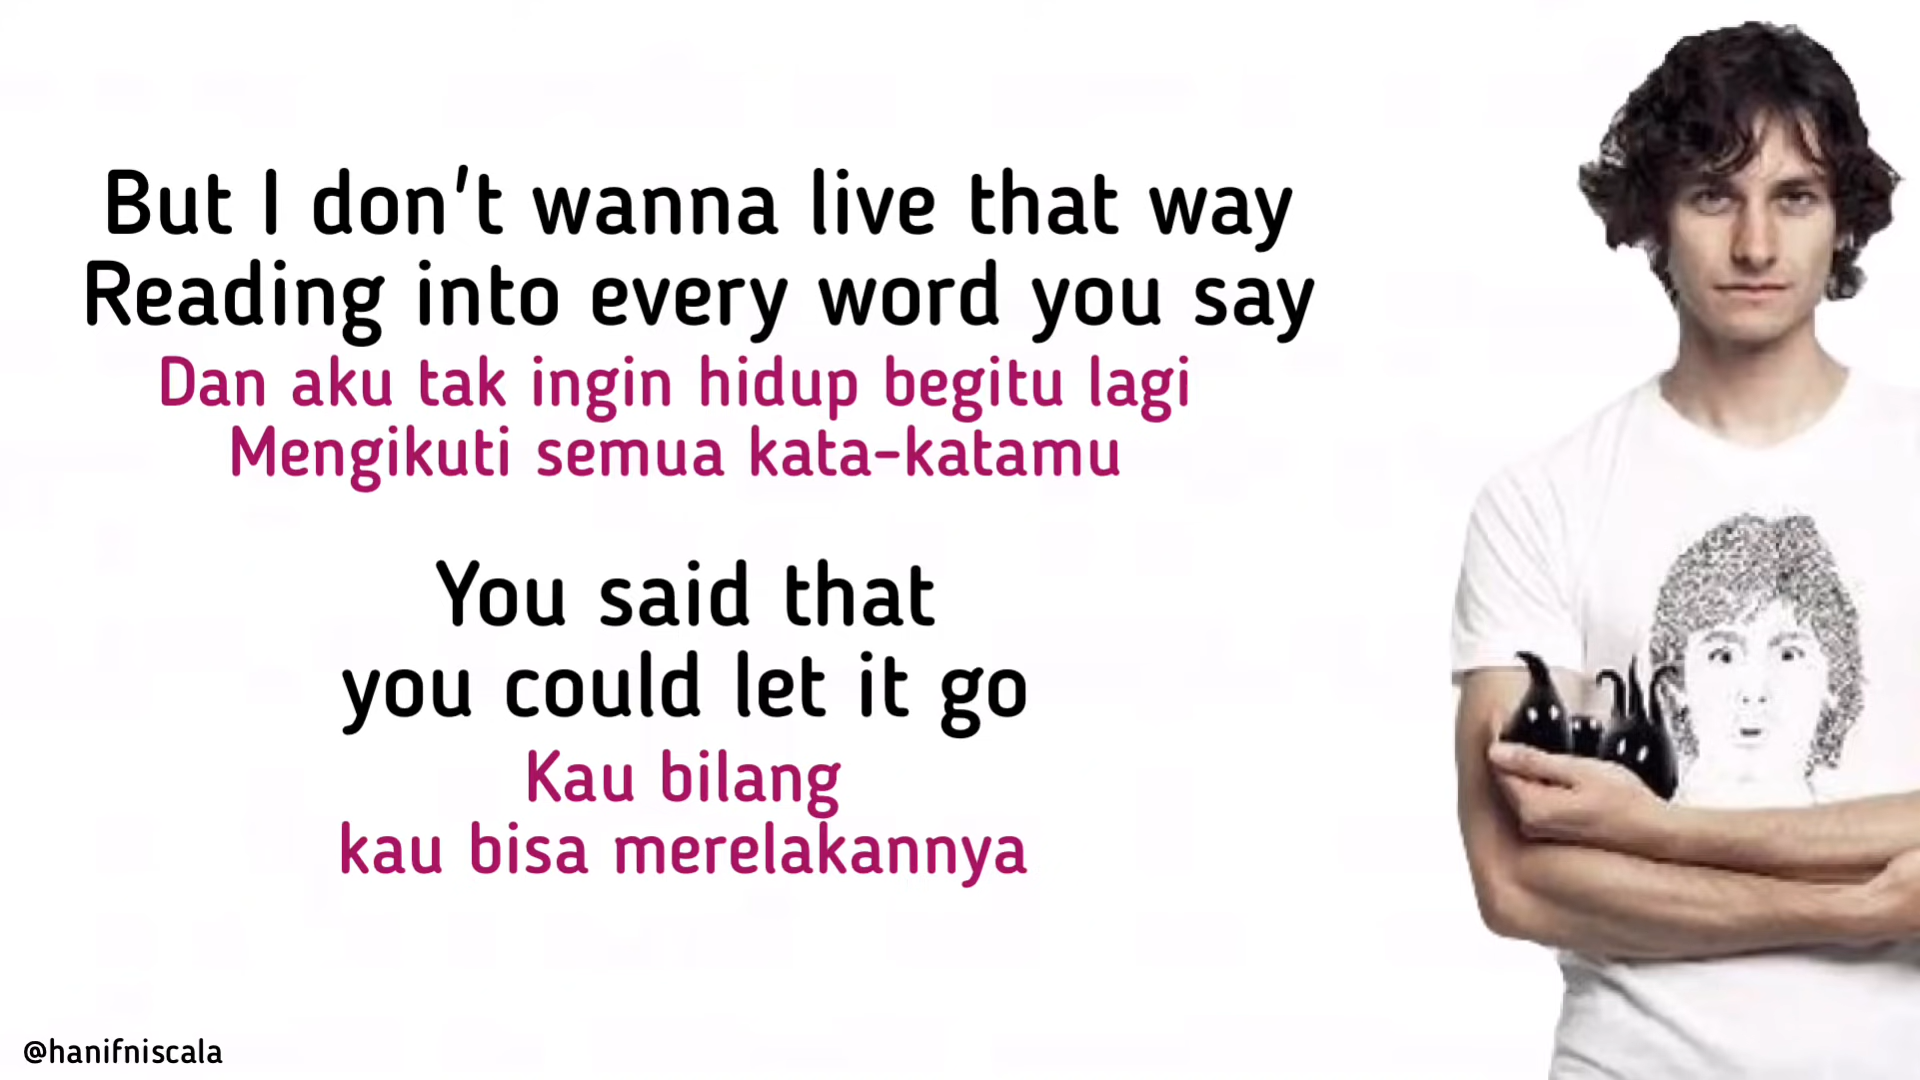 But I don't wanna live that way
Reading into every word you say
Dan aku tak ingin hidup begitu lagi
Mengikuti semua kata-katamu
You said that
you could let it go
Kau bilang
kau bisa merelakannya
@hanifniscala